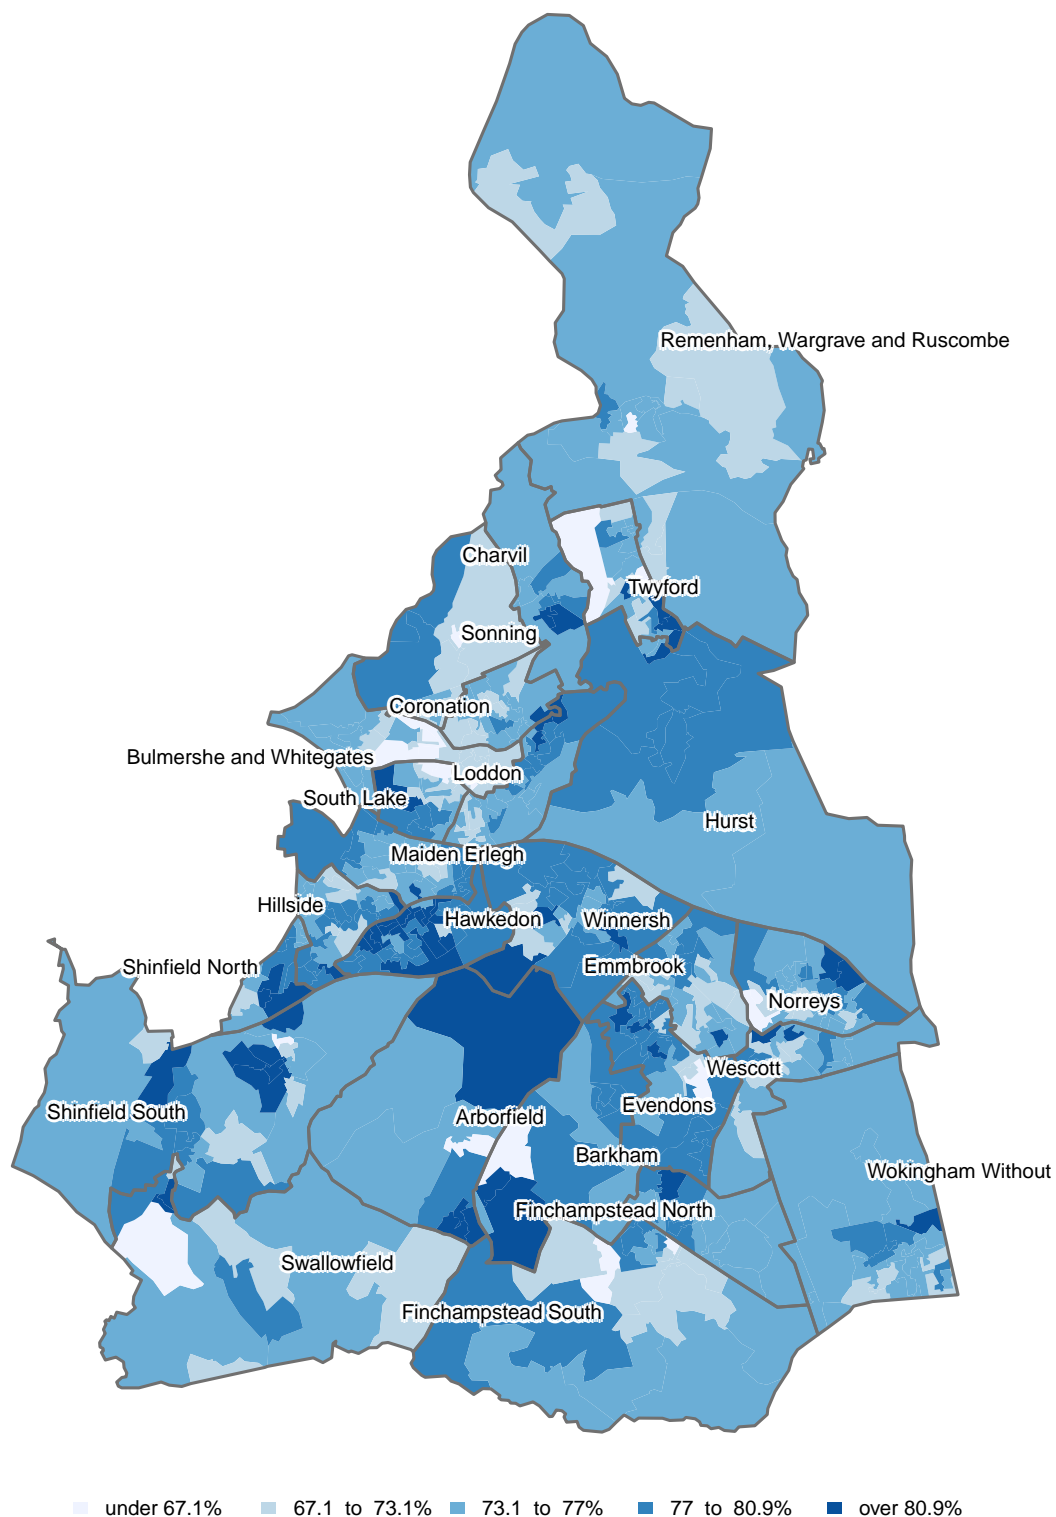 Remenham, Wargrave and Ruscombe
Charvil
Twyford
Sonning
Coronation
Bulmershe and Whitegates
Loddon
South Lake
Hurst
Maiden Erlegh
Hillside
Hawkedon
Winnersh
Shinfield North
Emmbrook
Norreys
Wescott
Shinfield South
Evendons
Arborfield
Barkham
Wokingham Without
Finchampstead North
Swallowfield
Finchampstead South
under 67.1%
67.1 to 73.1%
73.1 to 77%
77 to 80.9%
over 80.9%